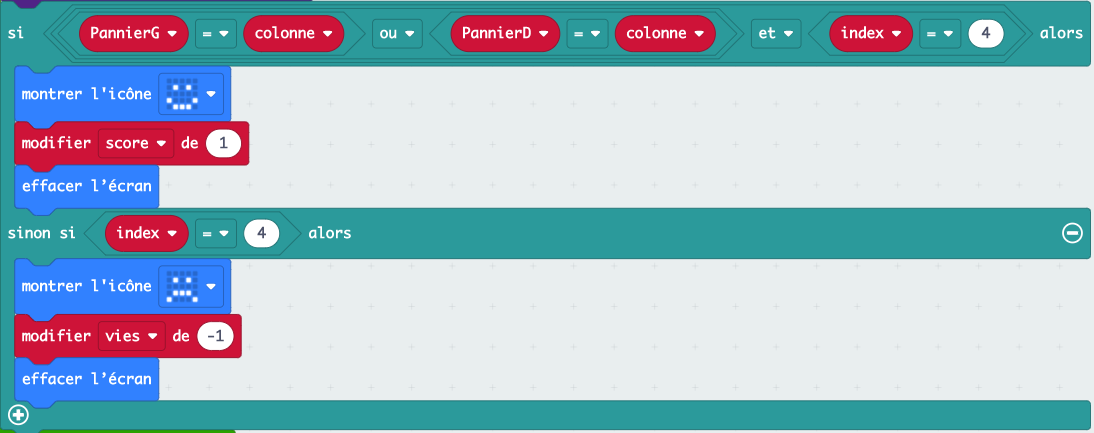 si PannierG = colonne ou PannierD = colonne et index = 4 alors
montrer l'icône
modifier score de 1
effacer l’écran
sinon si index = 4 alors
montrer l'icône
modifier vies de -1
effacer l’écran